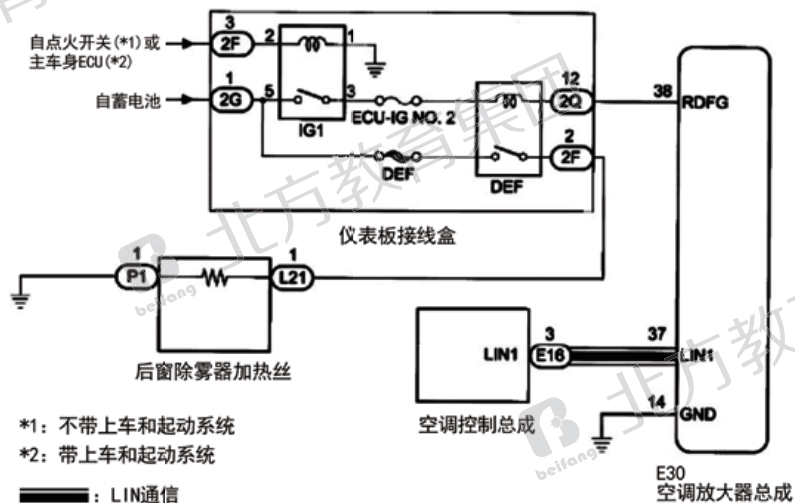 自点火开关(*1)或
主车身ECU(*2)
3
2F
2
1
自蓄电池
1
2G
5
3
IG1
ECU-IG NO. 2
DEF
DEF
12
2Q
2
2F
38
RDFG
仪表板接线盒
1
P1
1
L21
后窗除雾器加热丝
LIN1
3
E16
37
LIN1
空调控制总成
14
GND
E30
空调放大器总成
*1: 不带上车和起动系统
*2: 带上车和起动系统
: LIN通信
北方教育集团
beifang
北方教育
beifang